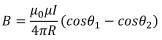 B = \frac{\mu_0 \mu I}{4\pi R}(cos\theta_1 - cos\theta_2)